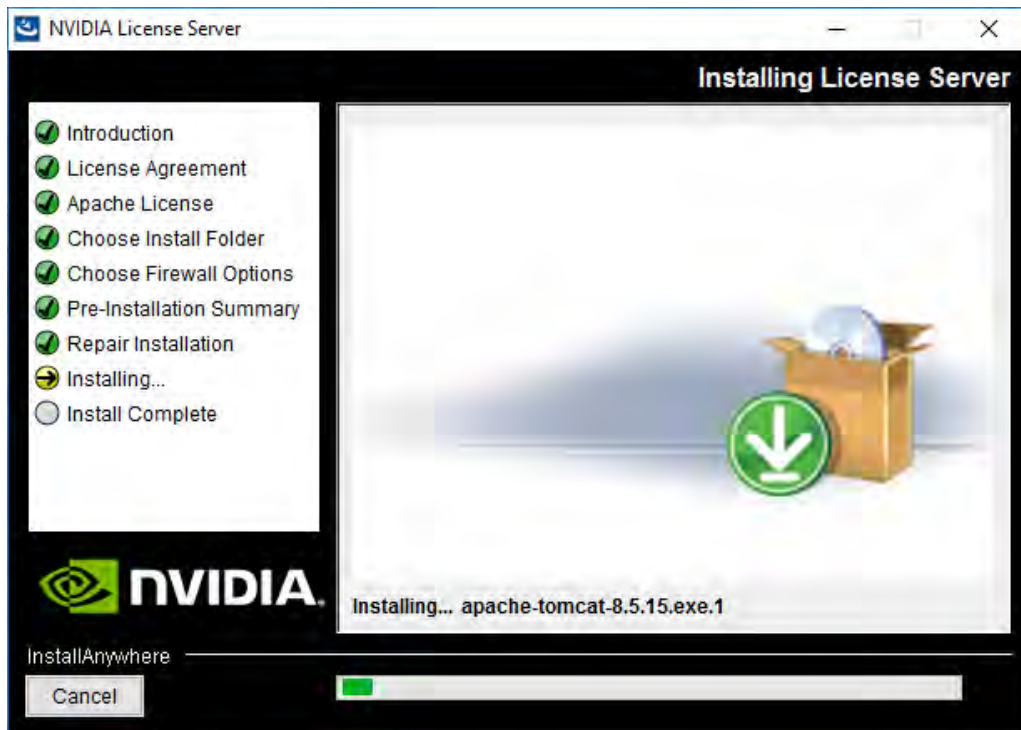 NVIDIA License Server
Installing License Server
Introduction
License Agreement
Apache License
Choose Install Folder
Choose Firewall Options
Pre-Installation Summary
Repair Installation
Installing...
Install Complete
NVIDIA.
Installing... apache-tomcat-8.5.15.exe.1
InstallAnywhere
Cancel